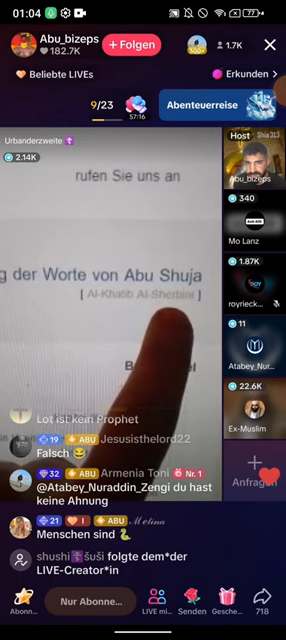 01:04
77
Abu_bizeps
182.7K
+ Folgen
1.7K
Beliebte LIVEs
Erkunden >
9/23
57:16
Abenteuerreise
Urbanderzweite
2.14K
rufen Sie uns an
g der Worte von Abu Shuja
[ Al-Khatib Al-Sherbini ]
Host
Shia313
Abu_bizeps
340
Mo Lanz
1.87K
royrieck...
11
Atabey_Nur...
22.6K
Ex-Muslim
Anfragen
Lot ist kein Prophet
19 ABU Jesusisthelord22
Falsch 😂
32 ABU Armenia Toni Nr. 1
@Atabey_Nuraddin_Zengi du hast
keine Ahnung
21 I ABU Melina
Menschen sind 🐍
shushi šuši folgte dem*der
LIVE-Creator*in
Abonn...
Nur Abonne...
LIVE mi...
Senden
Gesche...
718